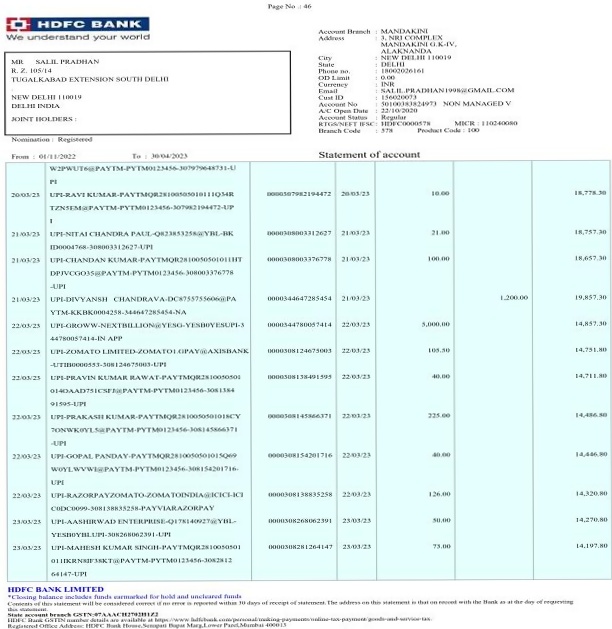 Page No .: 46
HDFC BANK
We understand your world
MR SALIL PRADHAN
R. Z. 105/14
TUGALKABAD EXTENSION SOUTH DELHI
NEW DELHI 110019
DELHI INDIA
JOINT HOLDERS :
Nomination : Registered
Account Branch : MANDAKINI
Address : 3, NRI COMPLEX
MANDAKINI G.K-IV,
ALAKNANDA
City : NEW DELHI 110019
State : DELHI
Phone no. : 18002026161
OD Limit : 0.00
Currency : INR
Email : SALIL.PRADHAN1998@GMAIL.COM
Cust ID : 156020073
Account No : 50100383824973 NON MANAGED V
A/C Open Date : 22/10/2020
Account Status : Regular
RTGS/NEFT IFSC: HDFC0000578 MICR : 110240080
Branch Code : 578 Product Code : 100
From : 01/11/2022 To : 30/04/2023 Statement of account
W2PWUT6@PAYTM-PYTM0123456-307979648731-U
PI
20/03/23 UPI-RAVI KUMAR-PAYTMQR28100505010111Q34R 0000307982194472 20/03/23 10.00 18,778.30
TZN5EM@PAYTM-PYTM0123456-307982194472-UP
I
21/03/23 UPI-NITAI CHANDRA PAUL-Q823853258@YBL-BK 0000308003312627 21/03/23 21.00 18,757.30
ID0004768-308003312627-UPI
21/03/23 UPI-CHANDAN KUMAR-PAYTMQR2810050501011HT 0000308003376778 21/03/23 100.00 18,657.30
DPJVCGO35@PAYTM-PYTM0123456-308003376778
-UPI
21/03/23 UPI-DIVYANSH CHANDRAVA-DC8753755606@PA 0000344647285454 21/03/23 1,200.00 19,857.30
YTM-KKBK0004258-344647285454-NA
22/03/23 UPI-GROWW-NEXTBILLION@YESG-YESB0YESUPI-3 0000344780057414 22/03/23 5,000.00 14,857.30
44780057414-IN APP
22/03/23 UPI-ZOMATO LIMITED-ZOMATO1.GPAY@AXISBANK 0000308124675003 22/03/23 105.50 14,751.80
-UTIB0000553-308124675003-UPI
22/03/23 UPI-PRAVIN KUMAR RAWAT-PAYTMQR2810050501 0000308138491595 22/03/23 40.00 14,711.80
014OAAD751CSFJ@PAYTM-PYTM0123456-3081384
91595-UPI
22/03/23 UPI-PRAKASH KUMAR-PAYTMQR2810050501018CY 0000308145866371 22/03/23 225.00 14,486.80
7ONWK0YL5@PAYTM-PYTM0123456-308145866371
-UPI
22/03/23 UPI-GOPAL PANDAY-PAYTMQR281005050101​5Q69 0000308154201716 22/03/23 40.00 14,446.80
W0YLWVWI@PAYTM-PYTM0123456-308154201716-
UPI
22/03/23 UPI-RAZORPAYZOMATO-ZOMATOINDIA@ICICI-ICI 0000308138835258 22/03/23 126.00 14,320.80
C0DC0099-308138835258-PAYVIARAZORPAY
23/03/23 UPI-AASHIRWAD ENTERPRISE-Q178140927@YBL- 0000308268062391 23/03/23 50.00 14,270.80
YESB0YBLUPI-308268062391-UPI
23/03/23 UPI-MAHESH KUMAR SINGH-PAYTMQR2810050501 0000308281264147 23/03/23 73.00 14,197.80
011IKRN8IF38KT@PAYTM-PYTM0123456-3082812
64147-UPI
HDFC BANK LIMITED
*Closing balance includes funds earmarked for hold and uncleared funds
Contents of this statement will be considered correct if no error is reported within 30 days of receipt of statement.The address on this statement is that on record with the Bank as at the day of requesting
this statement.
State account branch GSTN:07AAACH2702H1Z2
HDFC Bank GSTIN number details are available at https://www.hdfcbank.com/personal/making-payments/online-tax-payment/goods-and-service-tax.
Registered Office Address: HDFC Bank House,Senapati Bapat Marg,Lower Parel,Mumbai 400013